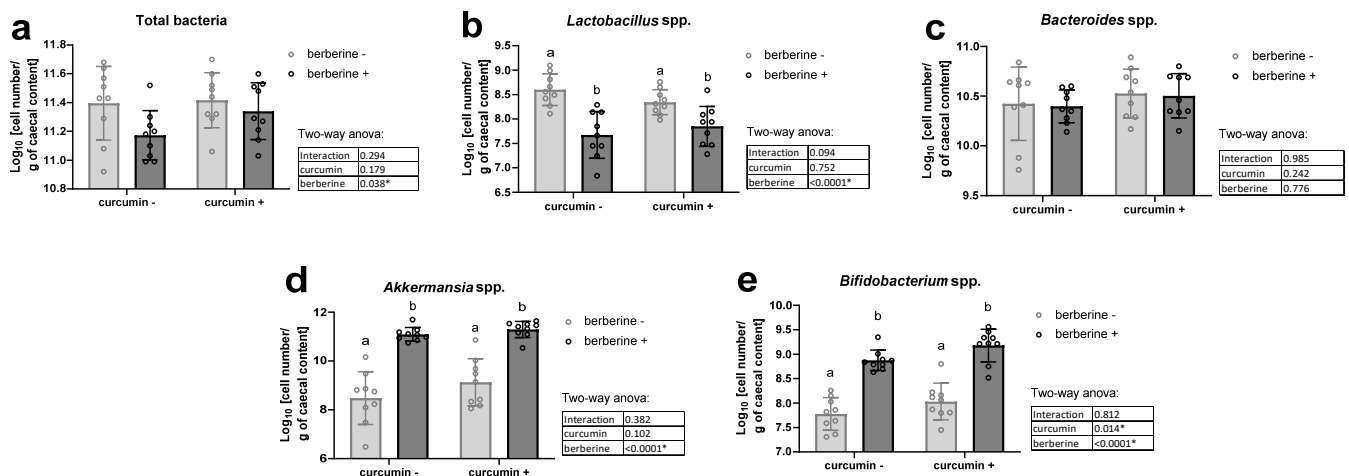 a
Total bacteria
Log10 [cell number/
g of caecal content]
11.8
11.6
11.4
11.2
11.0
10.8
curcumin - curcumin +
berberine -
berberine +
Two-way anova:
Interaction 0.294
curcumin 0.179
berberine 0.038*
b
Lactobacillus spp.
Log10 [cell number/
g of caecal content]
9.5
9.0
8.5
8.0
7.5
7.0
6.5
a b a b
curcumin - curcumin +
berberine -
berberine +
Two-way anova:
Interaction 0.094
curcumin 0.752
berberine <0.0001*
c
Bacteroides spp.
Log10 [cell number/
g of caecal content]
11.0
10.5
10.0
9.5
curcumin - curcumin +
berberine -
berberine +
Two-way anova:
Interaction 0.985
curcumin 0.242
berberine 0.776
d
Akkermansia spp.
Log10 [cell number/
g of caecal content]
12
10
8
6
a b a b
curcumin - curcumin +
berberine -
berberine +
Two-way anova:
Interaction 0.382
curcumin 0.102
berberine <0.0001*
e
Bifidobacterium spp.
Log10 [cell number/
g of caecal content]
10.0
9.5
9.0
8.5
8.0
7.5
7.0
a b a b
curcumin - curcumin +
berberine -
berberine +
Two-way anova:
Interaction 0.812
curcumin 0.014*
berberine <0.0001*